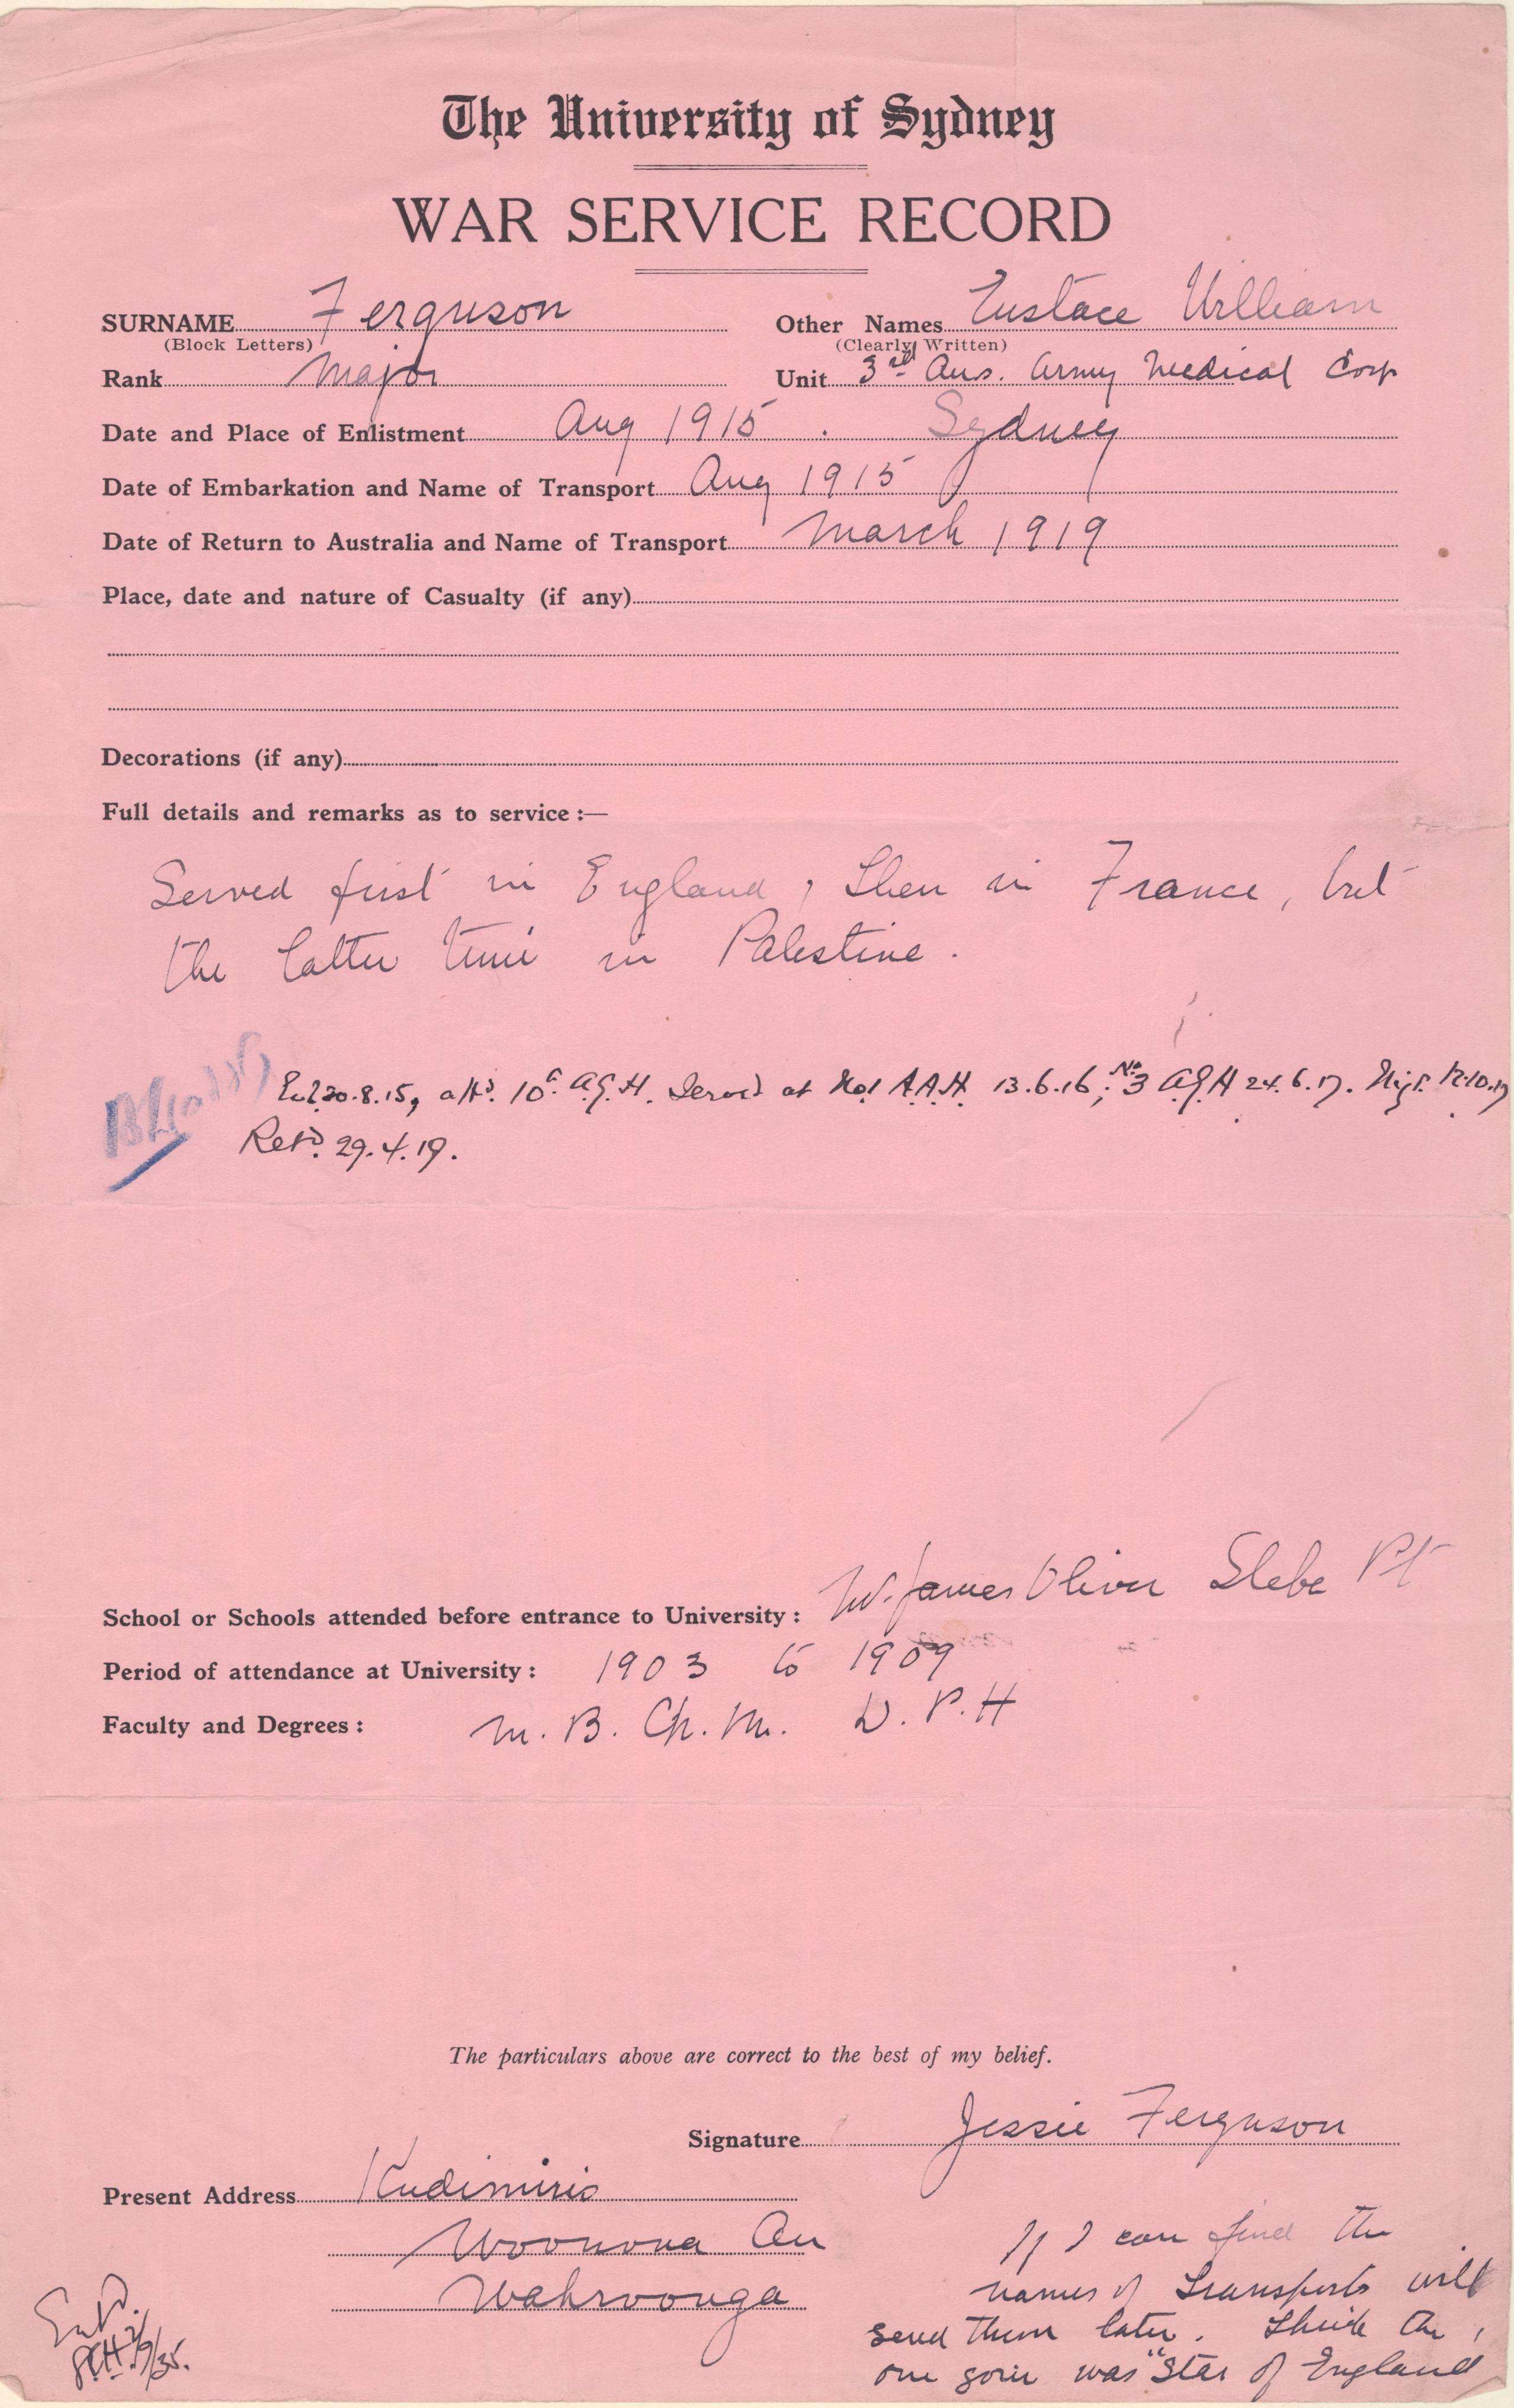 The University of Sydney
WAR SERVICE RECORD
SURNAME Ferguson Other Names Eustace William
(Block Letters) (Clearly Written)
Rank Major Unit 3rd Aus. Army Medical Corp
Date and Place of Enlistment Aug 1915. Sydney
Date of Embarkation and Name of Transport Aug 1915
Date of Return to Australia and Name of Transport March 1919
Place, date and nature of Casualty (if any)
Decorations (if any)
Full details and remarks as to service :—
Served first in England, then in France, but
the latter time in Palestine.
20.8.15, 10 A.G.H. Served at No1 A.A.H. 13.6.16; No 3 A.G.H 24.6.17.
Retd. 29.4.19.
School or Schools attended before entrance to University : W. James Oliver Glebe Pt
Period of attendance at University : 1903 to 1909
Faculty and Degrees : M.B. Ch.M. D.P.H
The particulars above are correct to the best of my belief.
Signature Jessie Ferguson
Present Address
Woonona Av
Wahroonga
If I can find the
names of Transports will
send them later. Think the
one goin was "Star of England